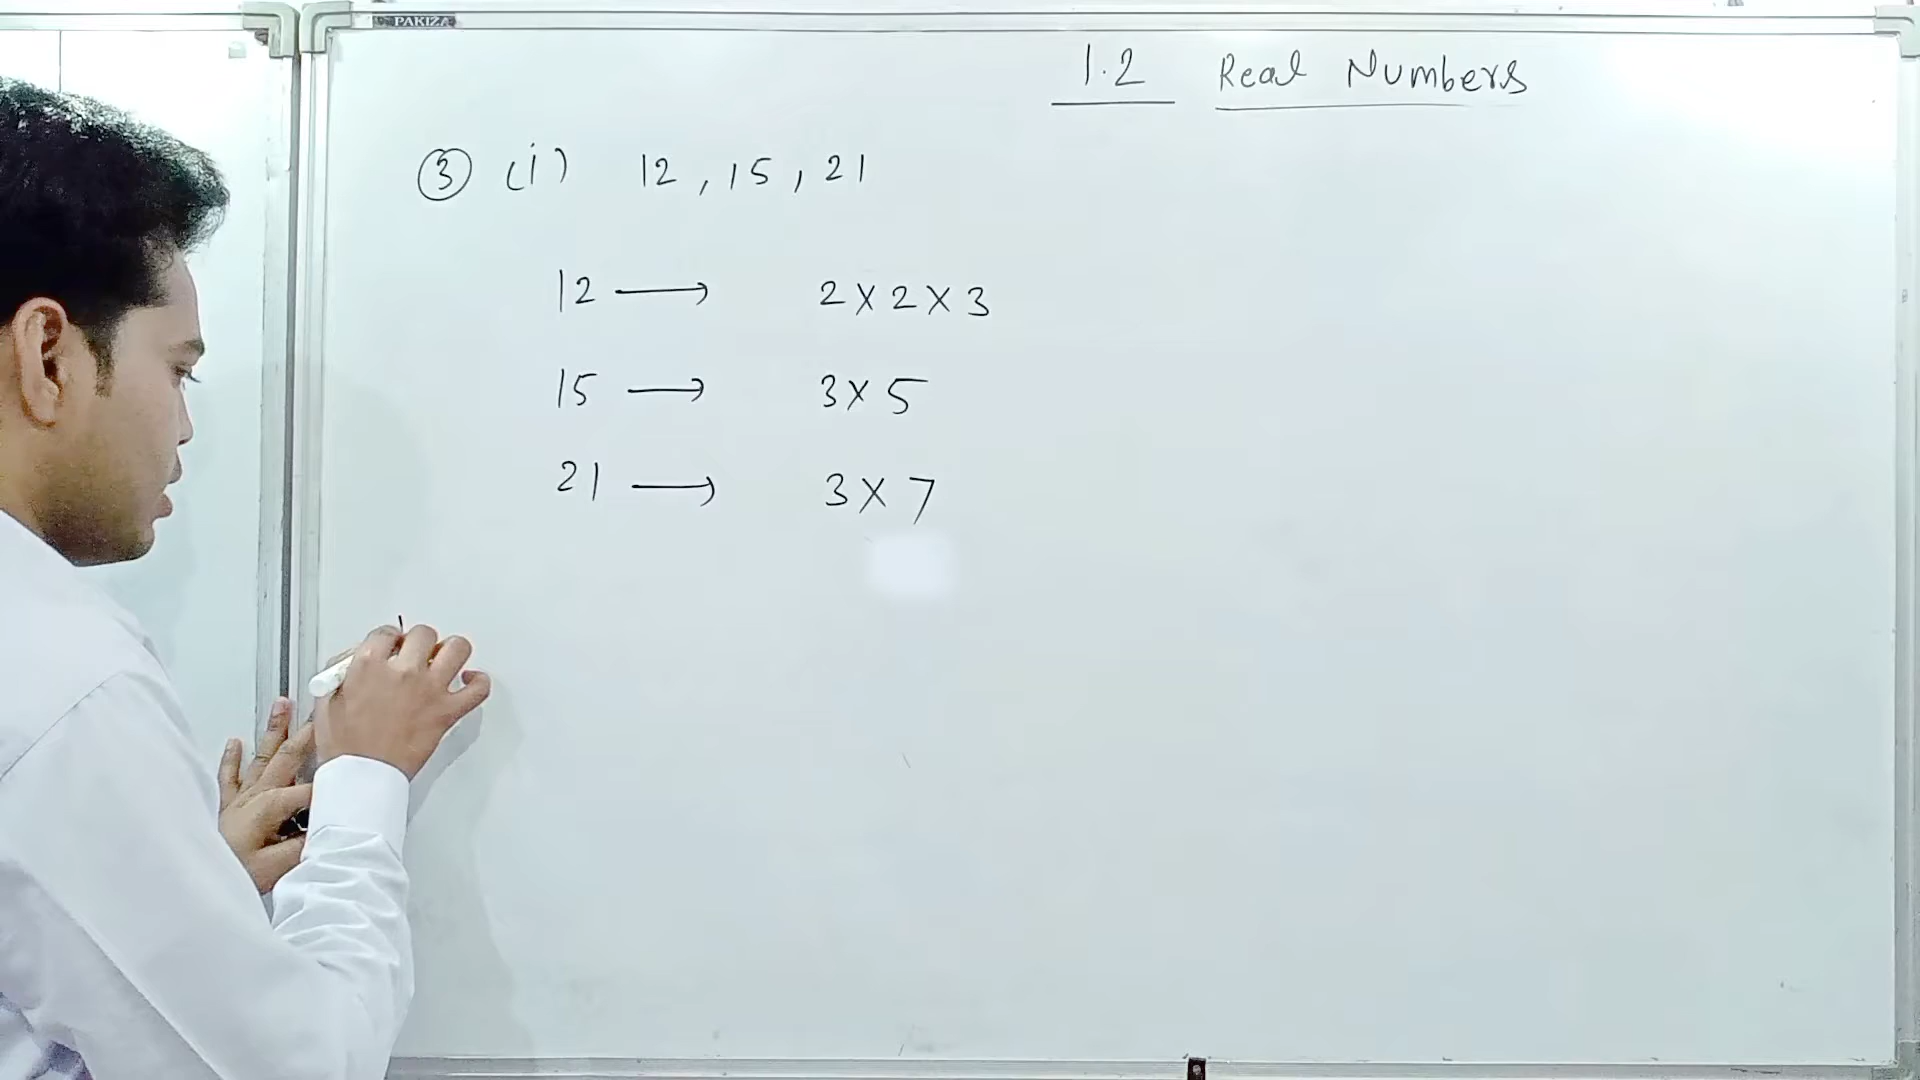 PAKIZA
1.2 Real Numbers
③ (i) 12, 15, 21
12 → 2 × 2 × 3
15 → 3 × 5
21 → 3 × 7